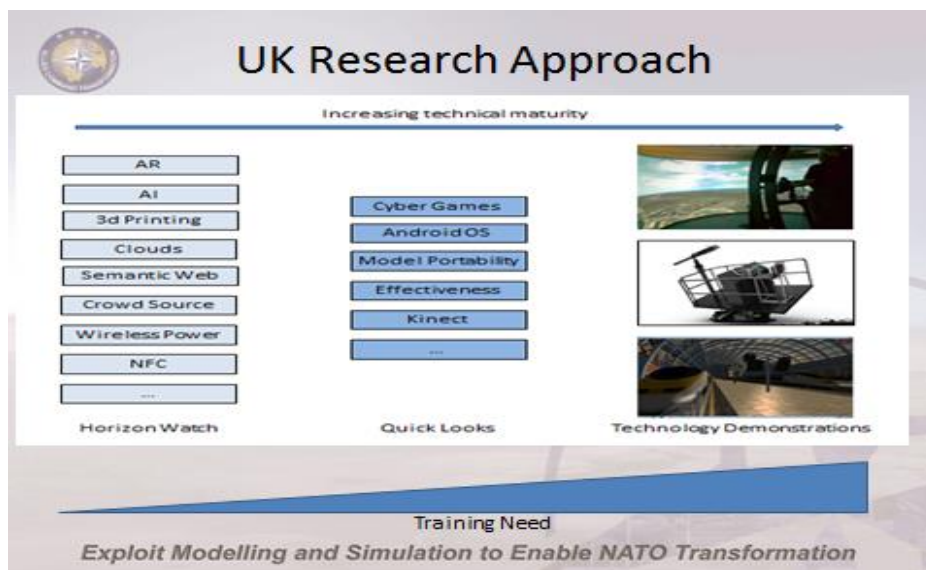 UK Research Approach
Increasing technical maturity
AR
AI
3d Printing
Clouds
Semantic Web
Crowd Source
Wireless Power
NFC
...
Horizon Watch
Cyber Games
Android OS
Model Portability
Effectiveness
Kinect
...
Quick Looks
Technology Demonstrations
Training Need
Exploit Modelling and Simulation to Enable NATO Transformation